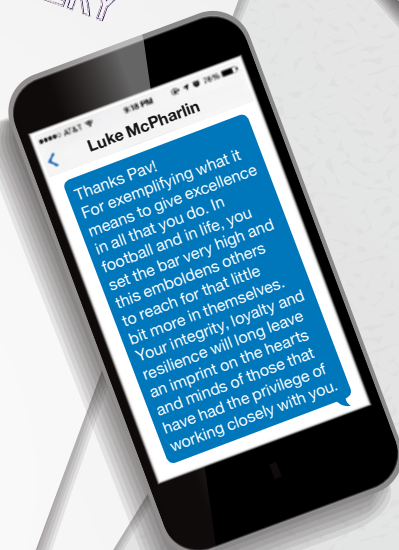 AT&T 9:18 PM 76%
Luke McPharlin
Thanks Pav!
For exemplifying what it
means to give excellence
in all that you do. In
football and in life, you
set the bar very high and
this emboldens others
to reach for that little
bit more in themselves.
Your integrity, loyalty and
resilience will long leave
an imprint on the hearts
and minds of those that
have had the privilege of
working closely with you.